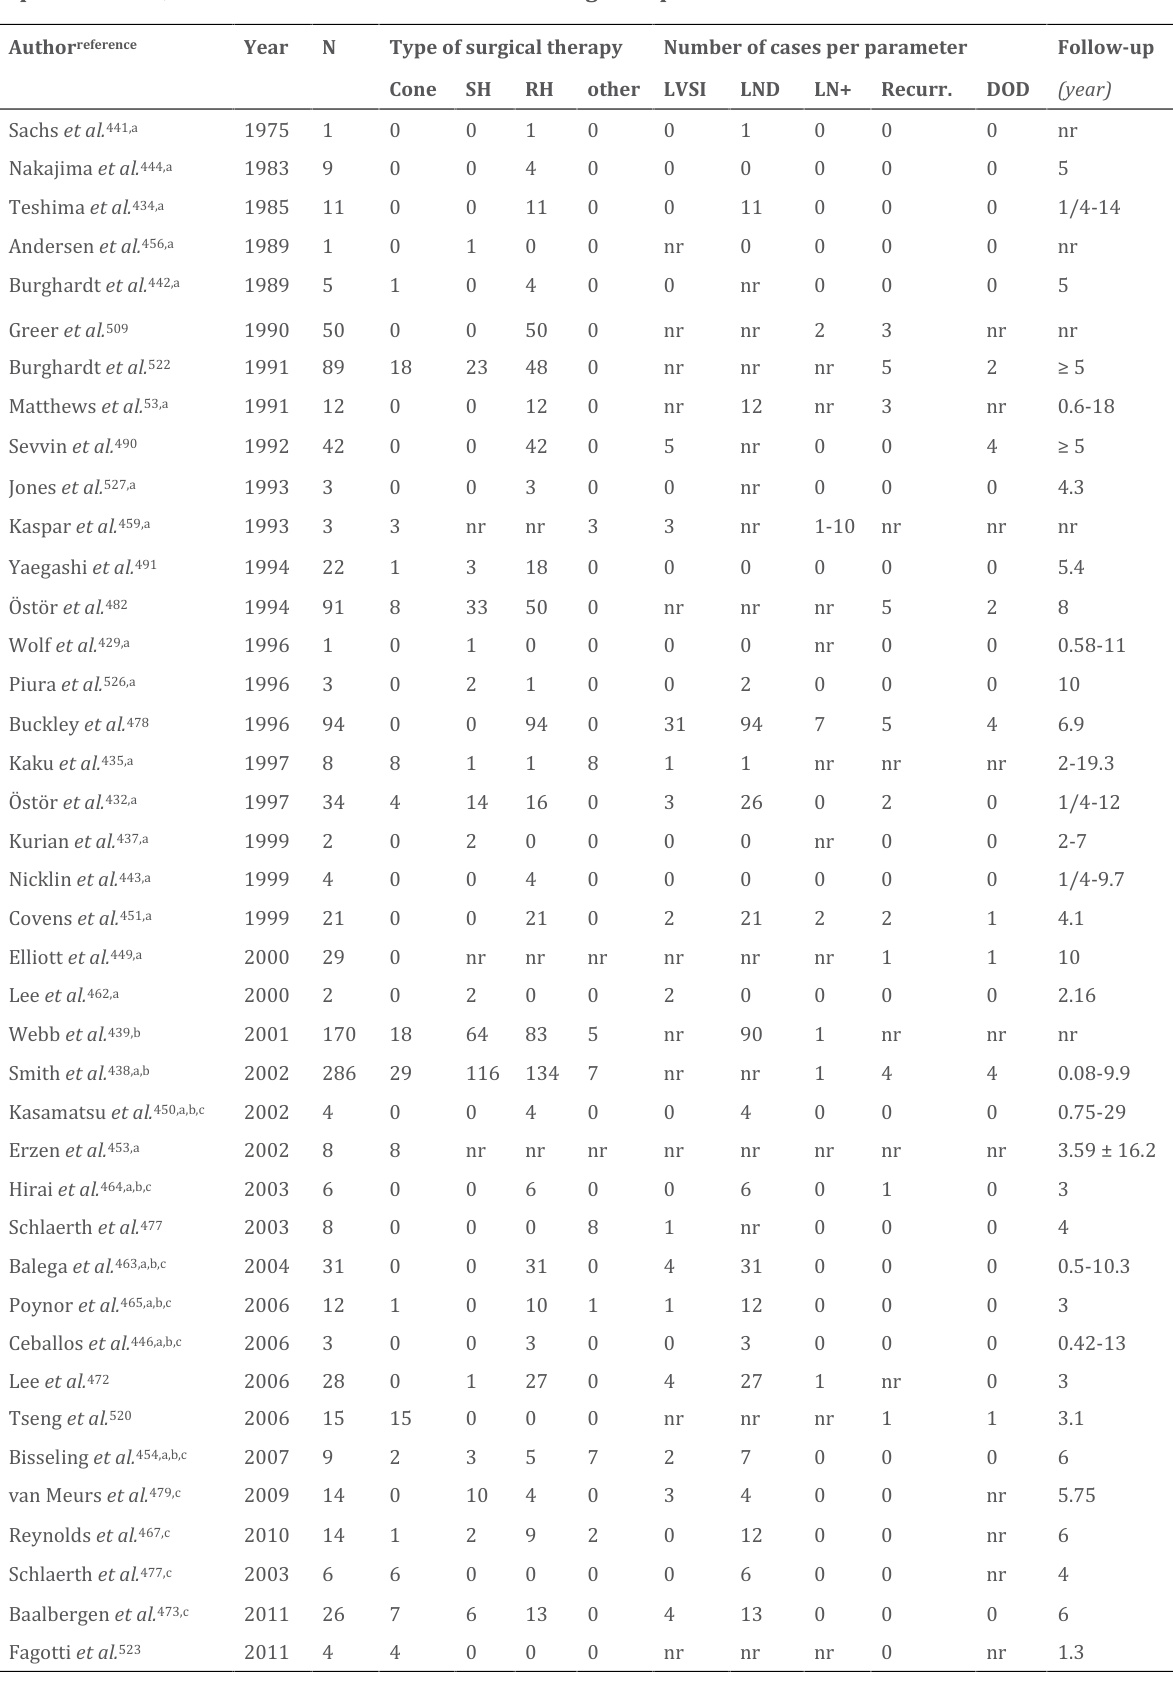 Author reference Year N Type of surgical therapy Number of cases per parameter Follow-up
Cone SH RH other LVSI LND LN+ Recurr. DOD (year)
Sachs et al.441,a 1975 1 0 0 1 0 0 1 0 0 0 nr
Nakajima et al.444,a 1983 9 0 0 4 0 0 0 0 0 0 5
Teshima et al.434,a 1985 11 0 0 11 0 0 11 0 0 0 1/4-14
Andersen et al.456,a 1989 1 0 1 0 0 nr 0 0 0 0 nr
Burghardt et al.442,a 1989 5 1 0 4 0 0 nr 0 0 0 5
Greer et al.509 1990 50 0 0 50 0 nr nr 2 3 nr nr
Burghardt et al.522 1991 89 18 23 48 0 nr nr nr 5 2 ≥ 5
Matthews et al.53,a 1991 12 0 0 12 0 nr 12 nr 3 nr 0.6-18
Sevvin et al.490 1992 42 0 0 42 0 5 nr 0 0 4 ≥ 5
Jones et al.527,a 1993 3 0 0 3 0 0 nr 0 0 0 4.3
Kaspar et al.459,a 1993 3 3 nr nr 3 3 nr 1-10 nr nr nr
Yaegashi et al.491 1994 22 1 3 18 0 0 0 0 0 0 5.4
Östör et al.482 1994 91 8 33 50 0 nr nr nr 5 2 8
Wolf et al.429,a 1996 1 0 1 0 0 0 0 nr 0 0 0.58-11
Piura et al.526,a 1996 3 0 2 1 0 0 2 0 0 0 10
Buckley et al.478 1996 94 0 0 94 0 31 94 7 5 4 6.9
Kaku et al.435,a 1997 8 8 1 1 8 1 1 nr nr nr 2-19.3
Östör et al.432,a 1997 34 4 14 16 0 3 26 0 2 0 1/4-12
Kurian et al.437,a 1999 2 0 2 0 0 0 0 nr 0 0 2-7
Nicklin et al.443,a 1999 4 0 0 4 0 0 0 0 0 0 1/4-9.7
Covens et al.451,a 1999 21 0 0 21 0 2 21 2 2 1 4.1
Elliott et al.449,a 2000 29 0 nr nr nr nr nr nr 1 1 10
Lee et al.462,a 2000 2 0 2 0 0 2 0 0 0 0 2.16
Webb et al.439,b 2001 170 18 64 83 5 nr 90 1 nr nr nr
Smith et al.438,a,b 2002 286 29 116 134 7 nr nr 1 4 4 0.08-9.9
Kasamatsu et al.450,a,b,c 2002 4 0 0 4 0 0 4 0 0 0 0.75-29
Erzen et al.453,a 2002 8 8 nr nr nr nr nr nr nr nr 3.59 ± 16.2
Hirai et al.464,a,b,c 2003 6 0 0 6 0 0 6 0 1 0 3
Schlaerth et al.477 2003 8 0 0 0 8 1 nr 0 0 0 4
Balega et al.463,a,b,c 2004 31 0 0 31 0 4 31 0 0 0 0.5-10.3
Poynor et al.465,a,b,c 2006 12 1 0 10 1 1 12 0 0 0 3
Ceballos et al.446,a,b,c 2006 3 0 0 3 0 0 3 0 0 0 0.42-13
Lee et al.472 2006 28 0 1 27 0 4 27 1 nr 0 3
Tseng et al.520 2006 15 15 0 0 0 nr nr nr 1 1 3.1
Bisseling et al.454,a,b,c 2007 9 2 3 5 7 2 7 0 0 0 6
van Meurs et al.479,c 2009 14 0 10 4 0 3 4 0 0 nr 5.75
Reynolds et al.467,c 2010 14 1 2 9 2 0 12 0 0 nr 6
Schlaerth et al.477,c 2003 6 6 0 0 0 0 6 0 0 nr 4
Baalbergen et al.473,c 2011 26 7 6 13 0 4 13 0 0 0 6
Fagotti et al.523 2011 4 4 0 0 0 nr nr nr 0 nr 1.3